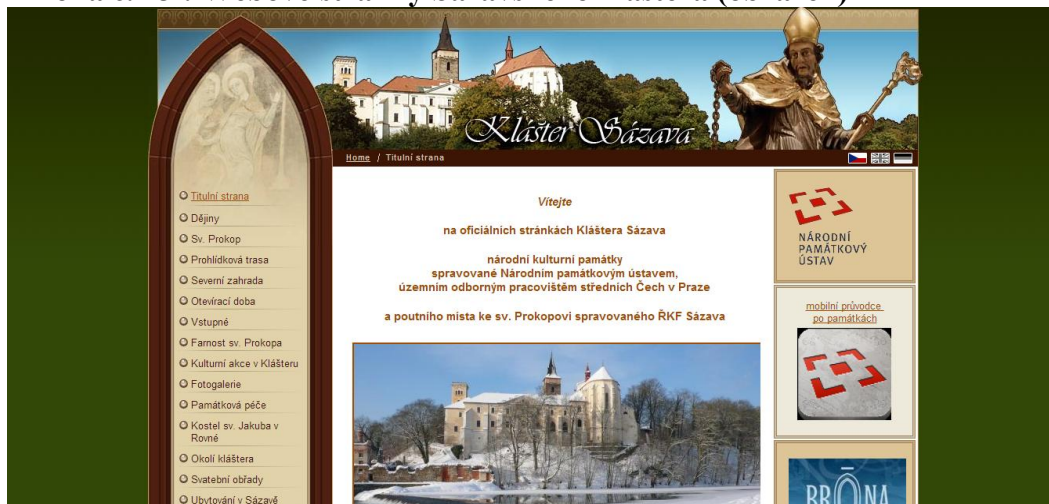 Klášter Sázava
Home / Titulní strana
Titulní strana
Dějiny
Sv. Prokop
Prohlídková trasa
Severní zahrada
Otevírací doba
Vstupné
Farnost sv. Prokopa
Kulturní akce v Klášteru
Fotogalerie
Památková péče
Kostel sv. Jakuba v
Rovné
Okolí kláštera
Svatební obřady
Ubytování v Sázavě
Vítejte
na oficiálních stránkách Kláštera Sázava
národní kulturní památky
spravované Národním památkovým ústavem,
územním odborným pracovištěm středních Čech v Praze
a poutního místa ke sv. Prokopovi spravovaného ŘKF Sázava
NÁRODNÍ
PAMÁTKOVÝ
ÚSTAV
mobilní průvodce
po památkách
BRÁNA